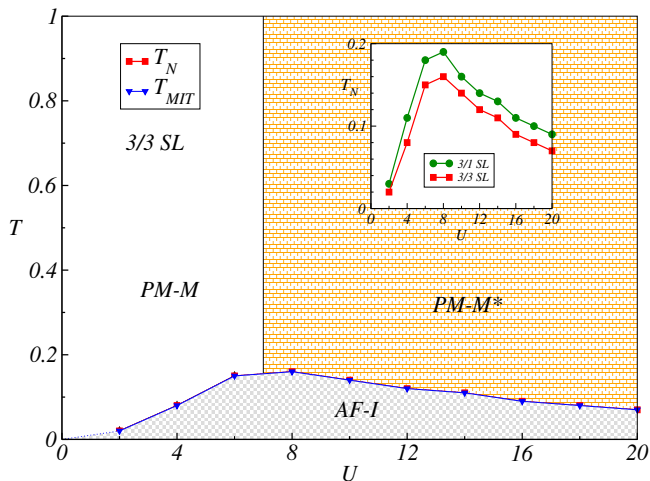 1
0.8
0.6
0.4
0.2
0
T
0 4 8 12 16 20
U
T_N
T_MIT
3/3 SL
PM-M
PM-M*
AF-I
0.2
0.1
0
T_N
0 4 8 12 16 20
U
3/1 SL
3/3 SL